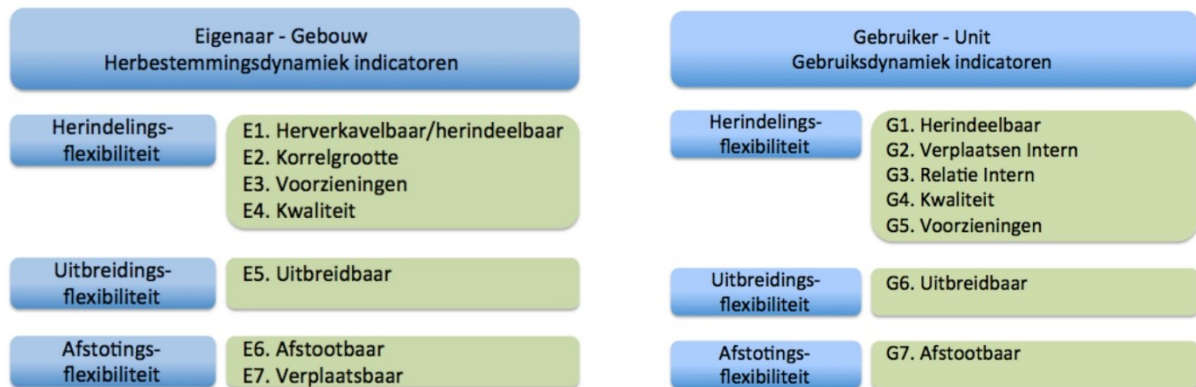 Eigenaar - Gebouw
Herbestemmingsdynamiek indicatoren
Herindelings-
flexibiliteit
E1. Herverkavelbaar/herindeelbaar
E2. Korrelgrootte
E3. Voorzieningen
E4. Kwaliteit
Uitbreidings-
flexibiliteit
E5. Uitbreidbaar
Afstotings-
flexibiliteit
E6. Afstootbaar
E7. Verplaatsbaar
Gebruiker - Unit
Gebruiksdynamiek indicatoren
Herindelings-
flexibiliteit
G1. Herindeelbaar
G2. Verplaatsen Intern
G3. Relatie Intern
G4. Kwaliteit
G5. Voorzieningen
Uitbreidings-
flexibiliteit
G6. Uitbreidbaar
Afstotings-
flexibiliteit
G7. Afstootbaar